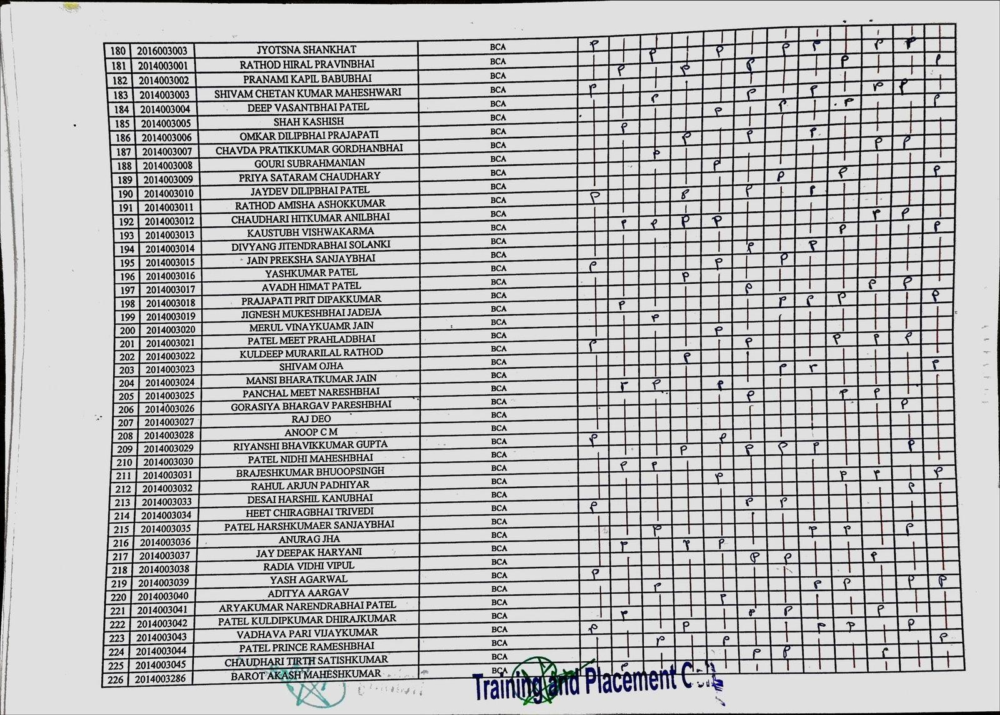 180 2016003003 JYOTSNA SHANKHAT BCA
181 2014003001 RATHOD HIRAL PRAVINBHAI BCA
182 2014003002 PRANAMI KAPIL BABUBHAI BCA
183 2014003003 SHIVAM CHETAN KUMAR MAHESHWARI BCA
184 2014003004 DEEP VASANTBHAI PATEL BCA
185 2014003005 SHAH KASHISH BCA
186 2014003006 OMKAR DILIPBHAI PRAJAPATI BCA
187 2014003007 CHAVDA PRATIKKUMAR GORDHANBHAI BCA
188 2014003008 GOURI SUBRAHMANIAN BCA
189 2014003009 PRIYA SATARAM CHAUDHARY BCA
190 2014003010 JAYDEV DILIPBHAI PATEL BCA
191 2014003011 RATHOD AMISHA ASHOKKUMAR BCA
192 2014003012 CHAUDHARI HITKUMAR ANILBHAI BCA
193 2014003013 KAUSTUBH VISHWAKARMA BCA
194 2014003014 DIVYANG JITENDRABHAI SOLANKI BCA
195 2014003015 JAIN PREKSHA SANJAYBHAI BCA
196 2014003016 YASHKUMAR PATEL BCA
197 2014003017 AVADH HIMAT PATEL BCA
198 2014003018 PRAJAPATI PRIT DIPAKKUMAR BCA
199 2014003019 JIGNESH MUKESHBHAI JADEJA BCA
200 2014003020 MERUL VINAYKUAMR JAIN BCA
201 2014003021 PATEL MEET PRAHLADBHAI BCA
202 2014003022 KULDEEP MURARILAL RATHOD BCA
203 2014003023 SHIVAM OJHA BCA
204 2014003024 MANSI BHARATKUMAR JAIN BCA
205 2014003025 PANCHAL MEET NARESHBHAI BCA
206 2014003026 GORASIYA BHARGAV PARESHBHAI BCA
207 2014003027 RAJ DEO BCA
208 2014003028 ANOOP C M BCA
209 2014003029 RIYANSHI BHAVIKKUMAR GUPTA BCA
210 2014003030 PATEL NIDHI MAHESHBHAI BCA
211 2014003031 BRAJESHKUMAR BHUOOPSINGH BCA
212 2014003032 RAHUL ARJUN PADHIYAR BCA
213 2014003033 DESAI HARSHIL KANUBHAI BCA
214 2014003034 HEET CHIRAGBHAI TRIVEDI BCA
215 2014003035 PATEL HARSHKUMAER SANJAYBHAI BCA
216 2014003036 ANURAG JHA BCA
217 2014003037 JAY DEEPAK HARYANI BCA
218 2014003038 RADIA VIDHI VIPUL BCA
219 2014003039 YASH AGARWAL BCA
220 2014003040 ADITYA AARGAV BCA
221 2014003041 ARYAKUMAR NARENDRABHAI PATEL BCA
222 2014003042 PATEL KULDIPKUMAR DHIRAJKUMAR BCA
223 2014003043 VADHAVA PARI VIJAYKUMAR BCA
224 2014003044 PATEL PRINCE RAMESHBHAI BCA
225 2014003045 CHAUDHARI TIRTH SATISHKUMAR BCA
226 2014003286 BAROT AKASH MAHESHKUMAR BCA
Training and Placement